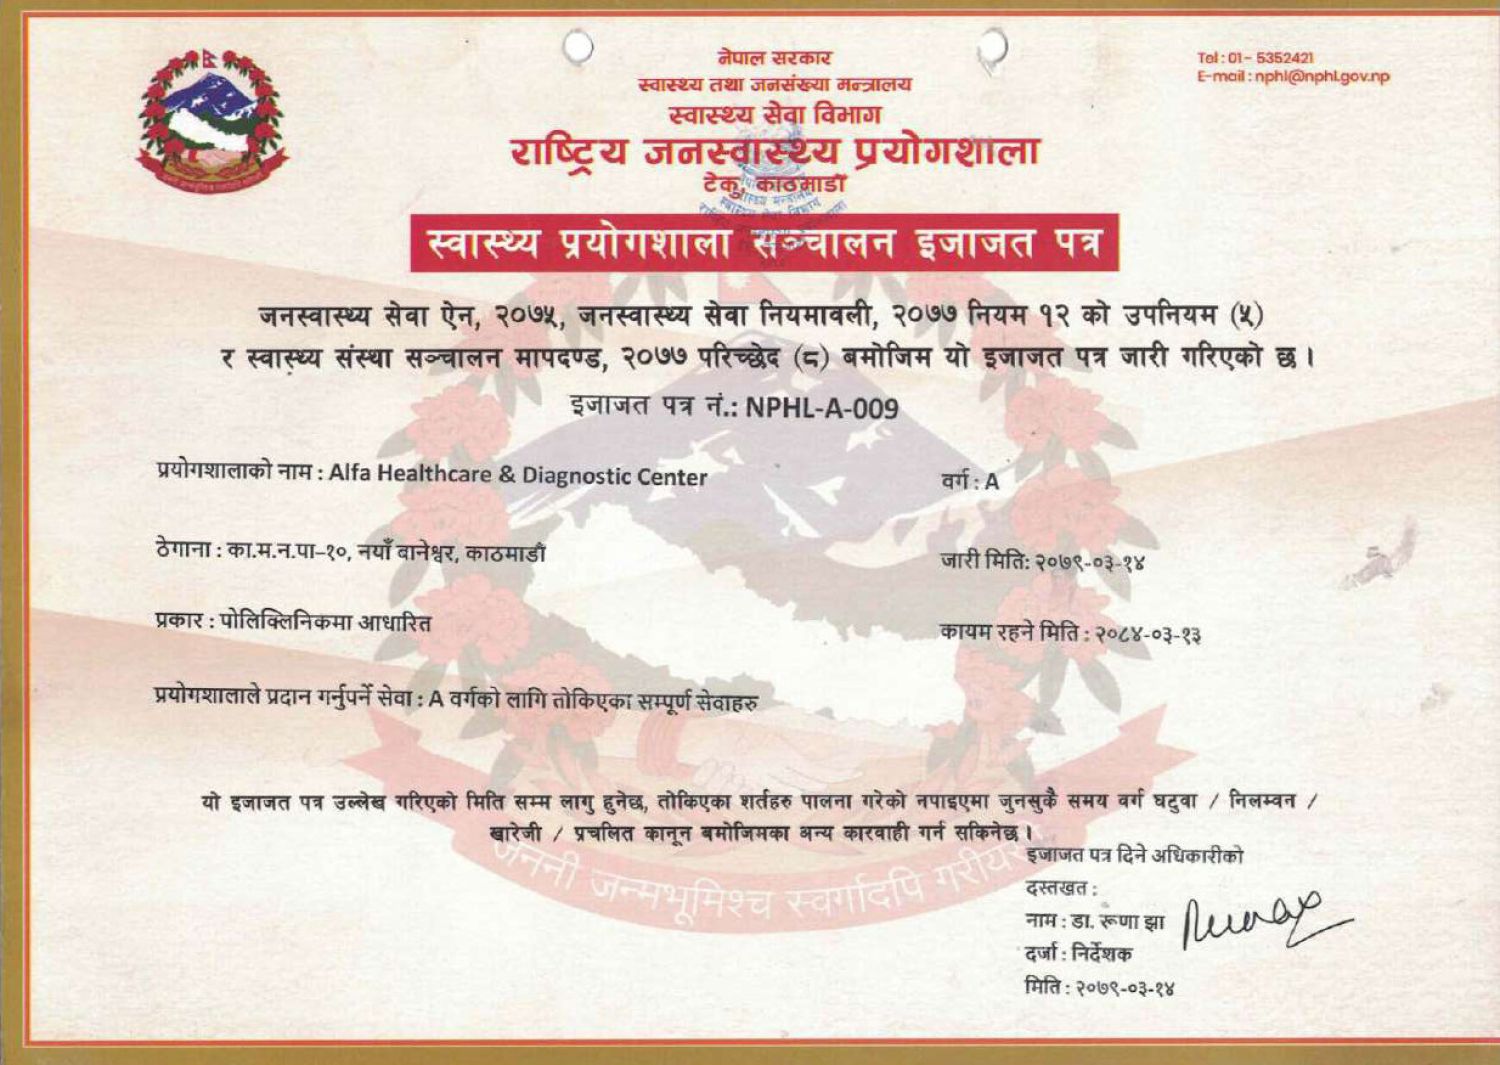 नेपाल सरकार
स्वास्थ्य तथा जनसंख्या मन्त्रालय
स्वास्थ्य सेवा विभाग
राष्ट्रिय जनस्वास्थ्य प्रयोगशाला
टेकु, काठमाडौं
Tel : 01- 5352421
E-mail : nphl@nphl.gov.np
स्वास्थ्य प्रयोगशाला सञ्चालन इजाजत पत्र
जनस्वास्थ्य सेवा ऐन, २०७५, जनस्वास्थ्य सेवा नियमावली, २०७७ नियम १२ को उपनियम (५)
र स्वास्थ्य संस्था सञ्चालन मापदण्ड, २०७७ परिच्छेद (८) बमोजिम यो इजाजत पत्र जारी गरिएको छ ।
इजाजत पत्र नं.: NPHL-A-009
प्रयोगशालाको नाम : Alfa Healthcare & Diagnostic Center
वर्ग : A
ठेगाना : का.म.न.पा–१०, नयाँ बानेश्वर, काठमाडौं
जारी मिति: २०७९-०३-१४
प्रकार : पोलिक्लिनिकमा आधारित
कायम रहने मिति : २०८४-०३-१३
प्रयोगशालाले प्रदान गर्नुपर्ने सेवा : A वर्गको लागि तोकिएका सम्पूर्ण सेवाहरु
यो इजाजत पत्र उल्लेख गरिएको मिति सम्म लागु हुनेछ, तोकिएका शर्तहरु पालना गरेको नपाइएमा जुनसुकै समय वर्ग घटुवा / निलम्वन /
खारेजी / प्रचलित कानून बमोजिमका अन्य कारवाही गर्न सकिनेछ ।
जननी जन्मभूमिश्च स्वर्गादपि गरीयसी
इजाजत पत्र दिने अधिकारीको
दस्तखत :
नाम : डा. रूणा झा
दर्जा : निर्देशक
मिति : २०७९-०३-१४